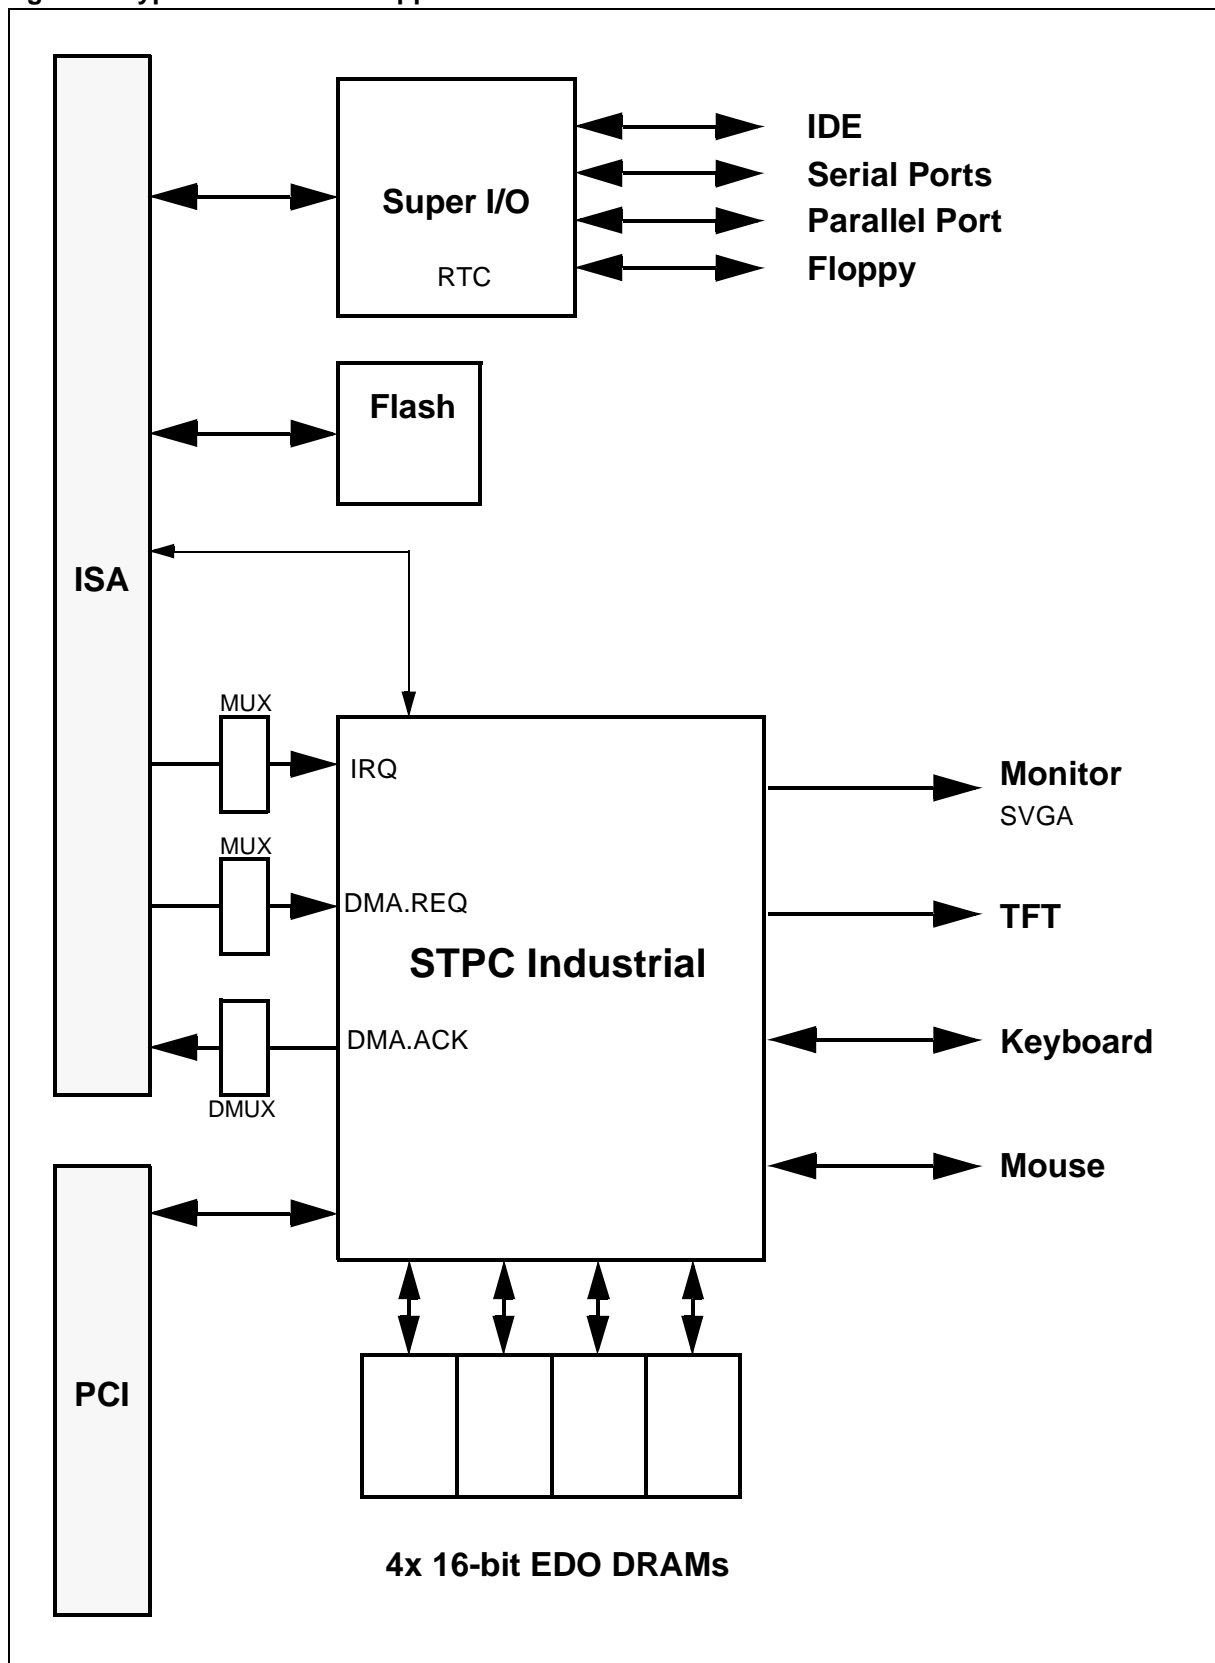 IDE
Serial Ports
Super I/O
Parallel Port
RTC
Floppy
Flash
ISA
MUX
IRQ
Monitor
SVGA
MUX
DMA.REQ
TFT
STPC Industrial
DMA.ACK
Keyboard
DMUX
Mouse
PCI
4x 16-bit EDO DRAMs